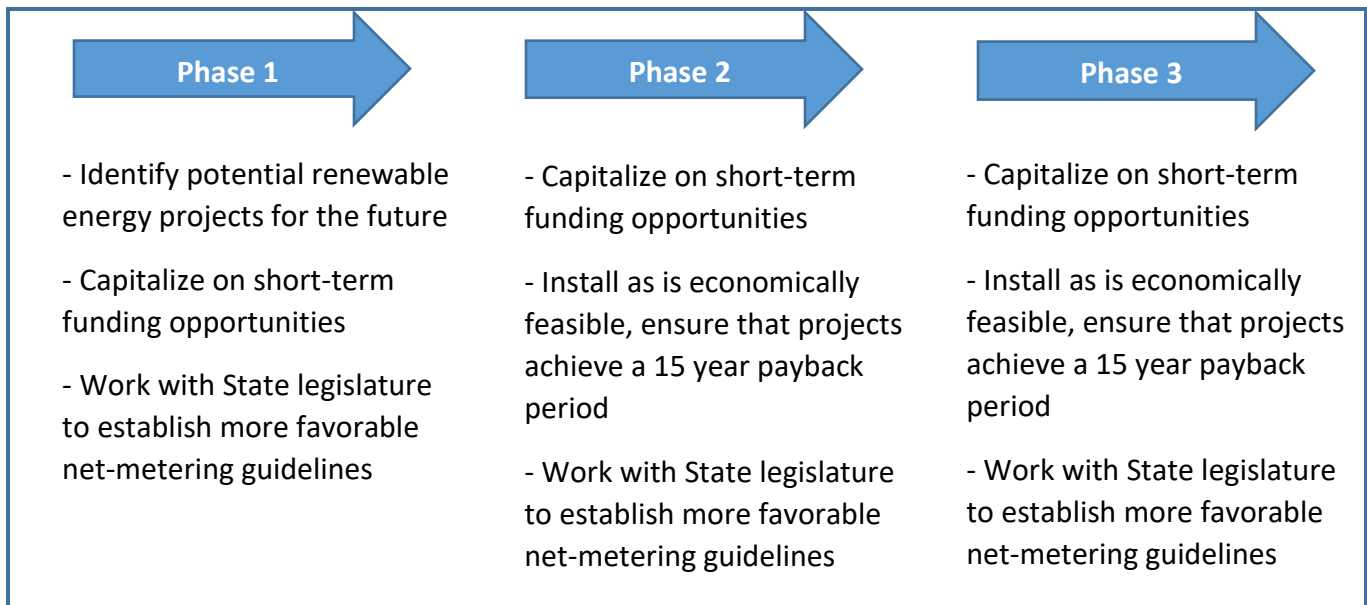 Phase 1
- Identify potential renewable
energy projects for the future
- Capitalize on short-term
funding opportunities
- Work with State legislature
to establish more favorable
net-metering guidelines
Phase 2
- Capitalize on short-term
funding opportunities
- Install as is economically
feasible, ensure that projects
achieve a 15 year payback
period
- Work with State legislature
to establish more favorable
net-metering guidelines
Phase 3
- Capitalize on short-term
funding opportunities
- Install as is economically
feasible, ensure that projects
achieve a 15 year payback
period
- Work with State legislature
to establish more favorable
net-metering guidelines